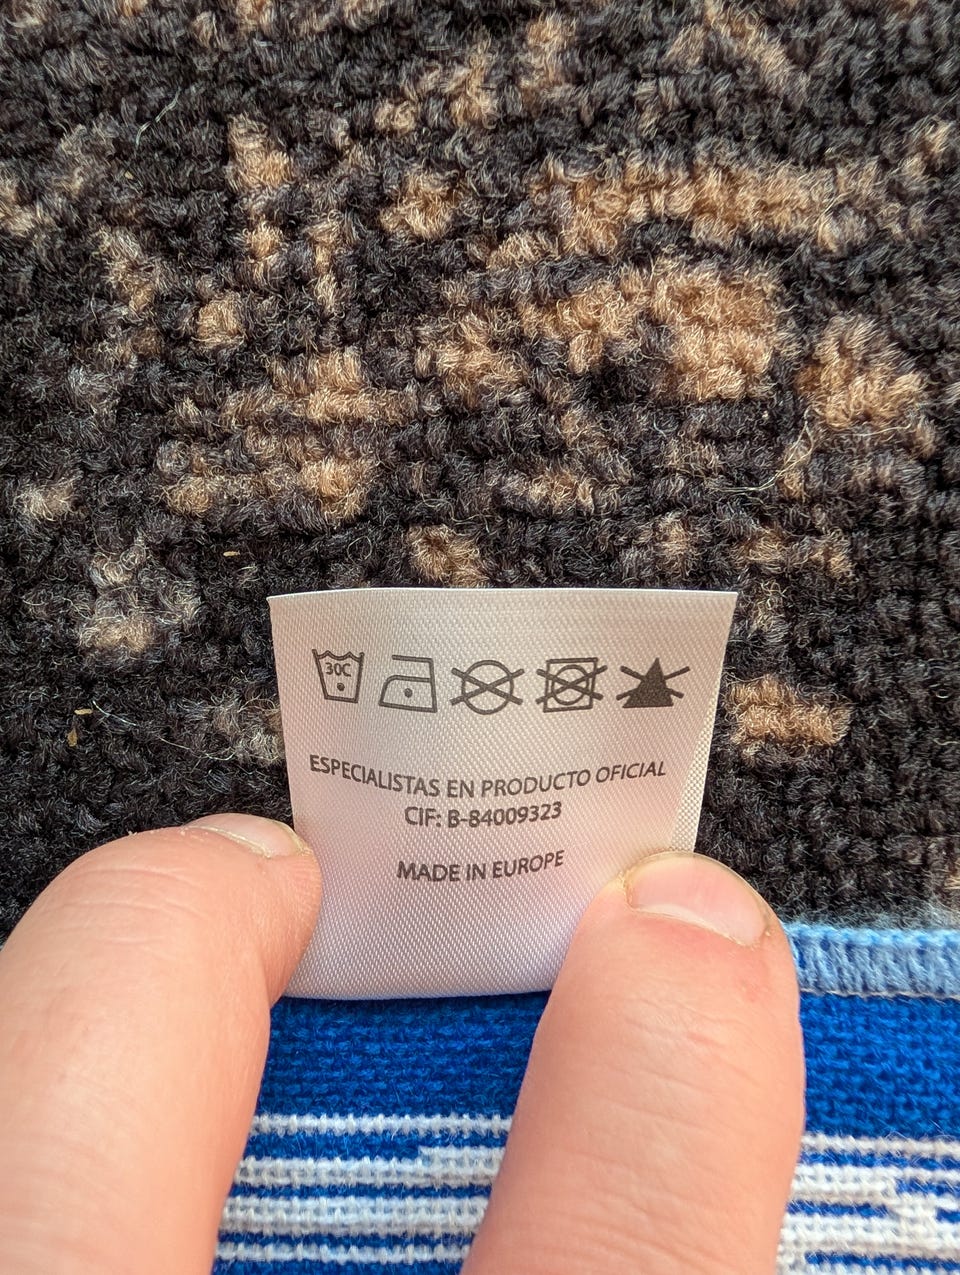 30C
ESPECIALISTAS EN PRODUCTO OFICIAL
CIF: B-84009323
MADE IN EUROPE